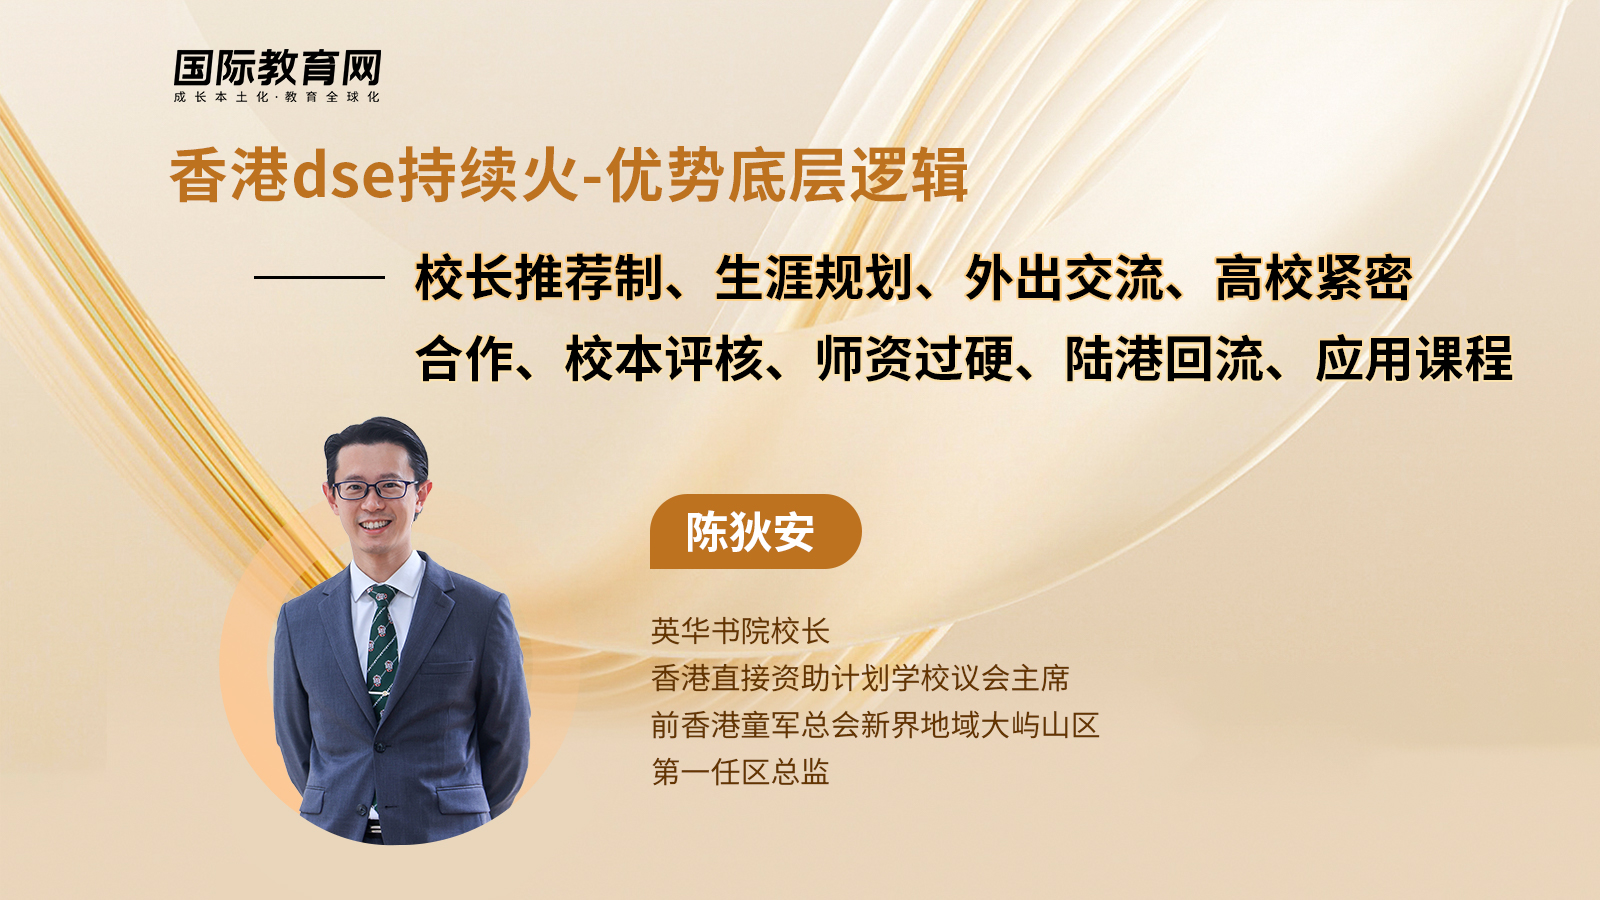 国际教育网
成长本土化·教育全球化
香港dse持续火-优势底层逻辑
——校长推荐制、生涯规划、外出交流、高校紧密
合作、校本评核、师资过硬、陆港回流、应用课程
陈狄安
英华书院校长
香港直接资助计划学校议会主席
前香港童军总会新界地域大屿山区
第一任区总监